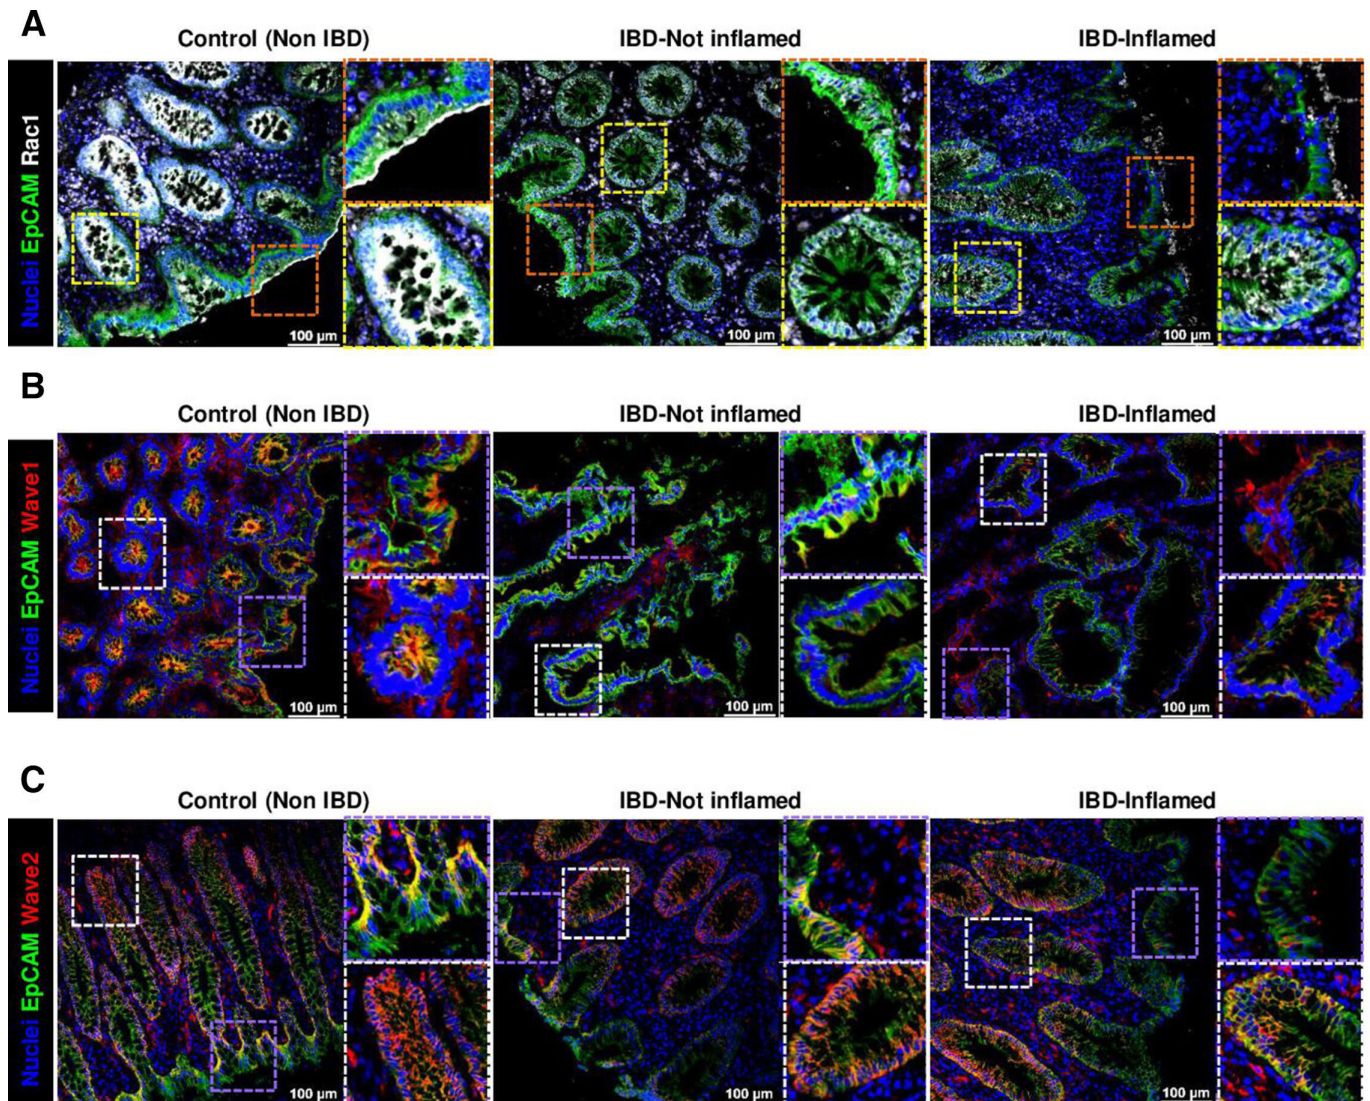 A
Control (Non IBD)
IBD-Not inflamed
IBD-Inflamed
Nuclei EpCAM Rac1
100 µm
100 µm
100 µm
B
Control (Non IBD)
IBD-Not inflamed
IBD-Inflamed
Nuclei EpCAM Wave1
100 µm
100 µm
100 µm
C
Control (Non IBD)
IBD-Not inflamed
IBD-Inflamed
Nuclei EpCAM Wave2
100 µm
100 µm
100 µm